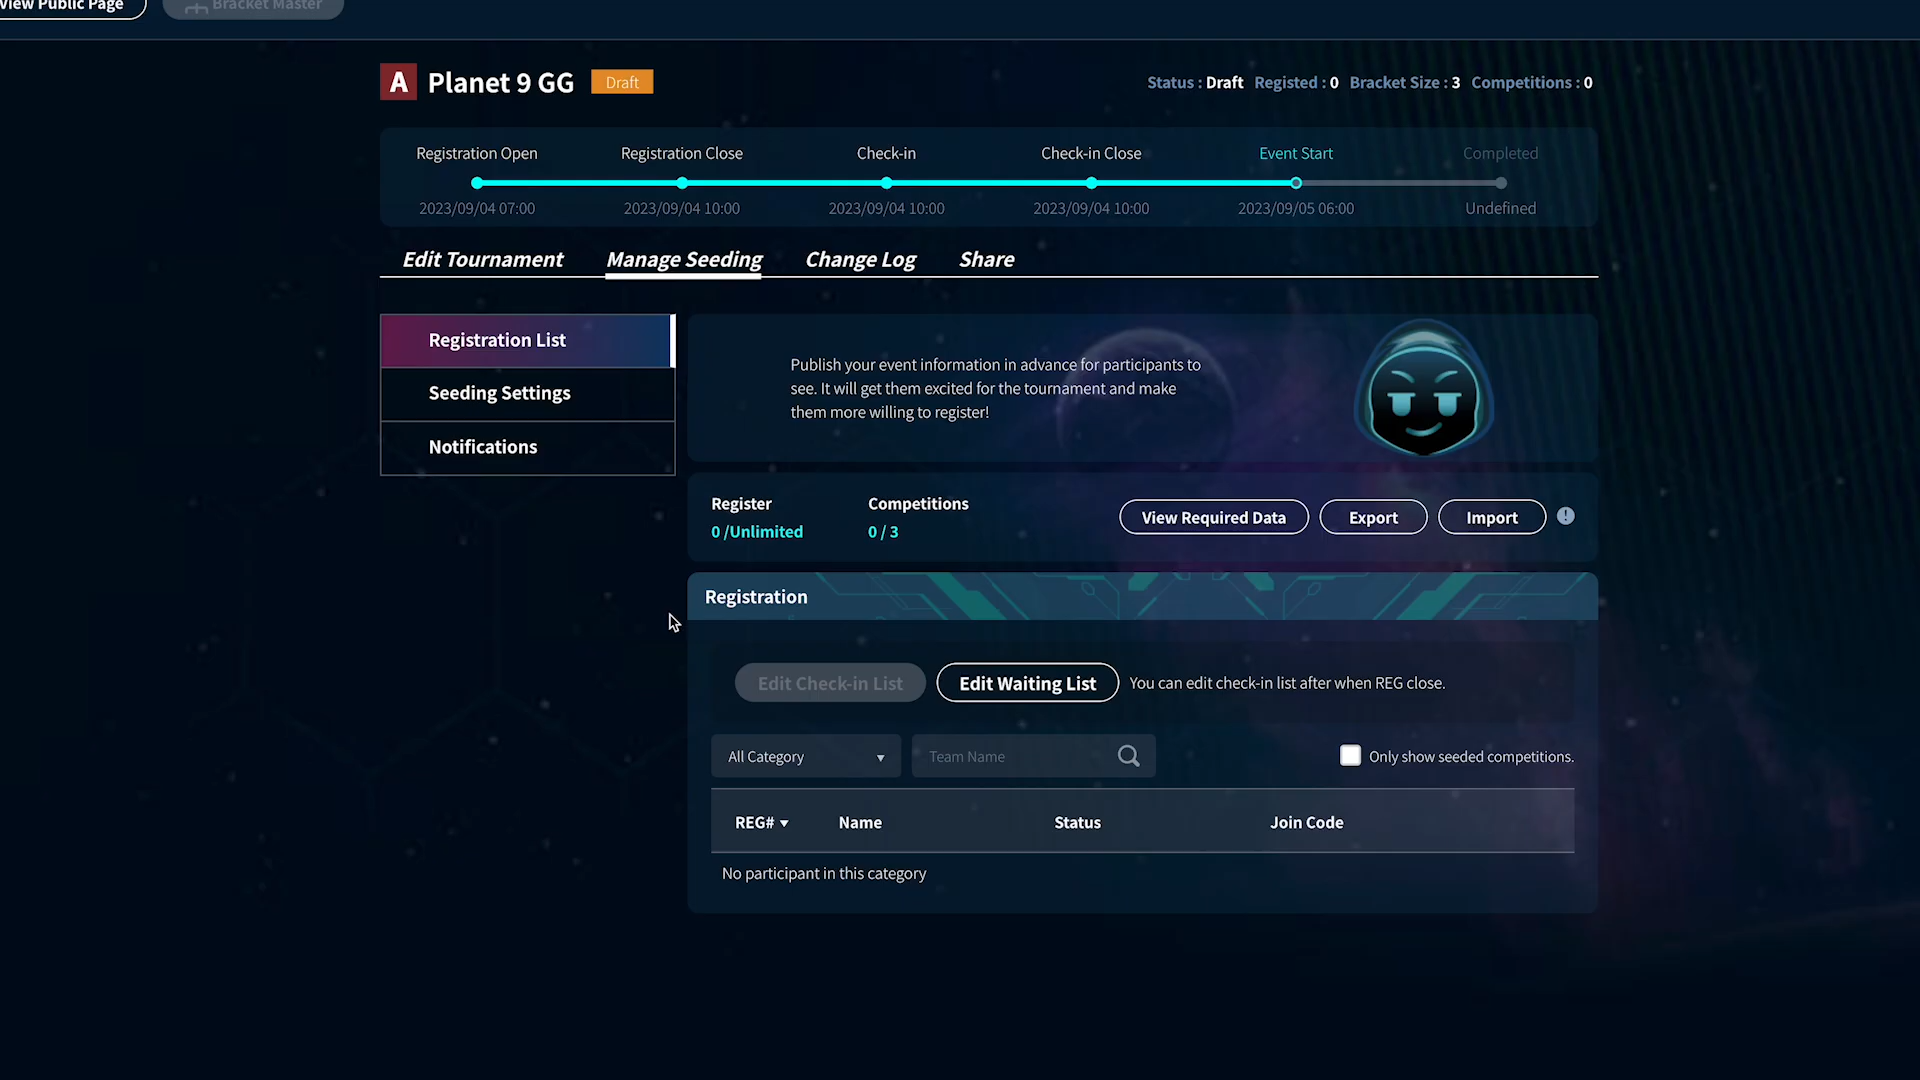 View Public Page
Bracket Master
A Planet 9 GG Draft
Status : Draft Registed : 0 Bracket Size : 3 Competitions : 0
Registration Open Registration Close Check-in Check-in Close Event Start Completed
2023/09/04 07:00 2023/09/04 10:00 2023/09/04 10:00 2023/09/04 10:00 2023/09/05 06:00 Undefined
Edit Tournament Manage Seeding Change Log Share
Registration List
Seeding Settings
Notifications
Publish your event information in advance for participants to
see. It will get them excited for the tournament and make
them more willing to register!
Register Competitions
0 /Unlimited 0 / 3
View Required Data Export Import !
Registration
Edit Check-in List Edit Waiting List You can edit check-in list after when REG close.
All Category Team Name Only show seeded competitions.
REG# Name Status Join Code
No participant in this category